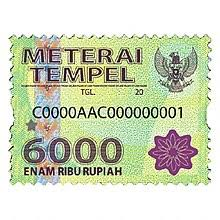 METERAI
TEMPEL
TGL. 20
C0000AAC000000001
6000
ENAM RIBU RUPIAH